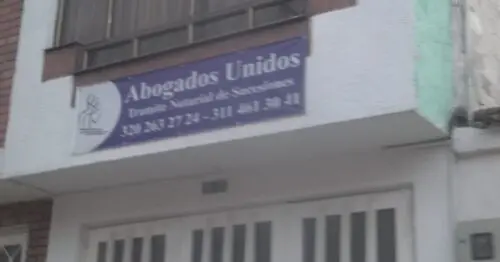 Abogados Unidos
Tramite Notarial de Sucesiones
320 263 27 24 - 311 461 30 41